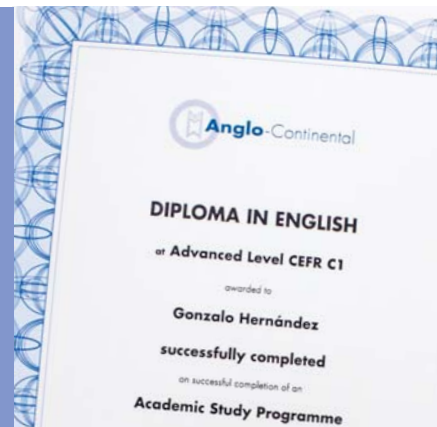 Anglo-Continental
DIPLOMA IN ENGLISH
at Advanced Level CEFR C1
awarded to
Gonzalo Hernández
successfully completed
on successful completion of an
Academic Study Programme